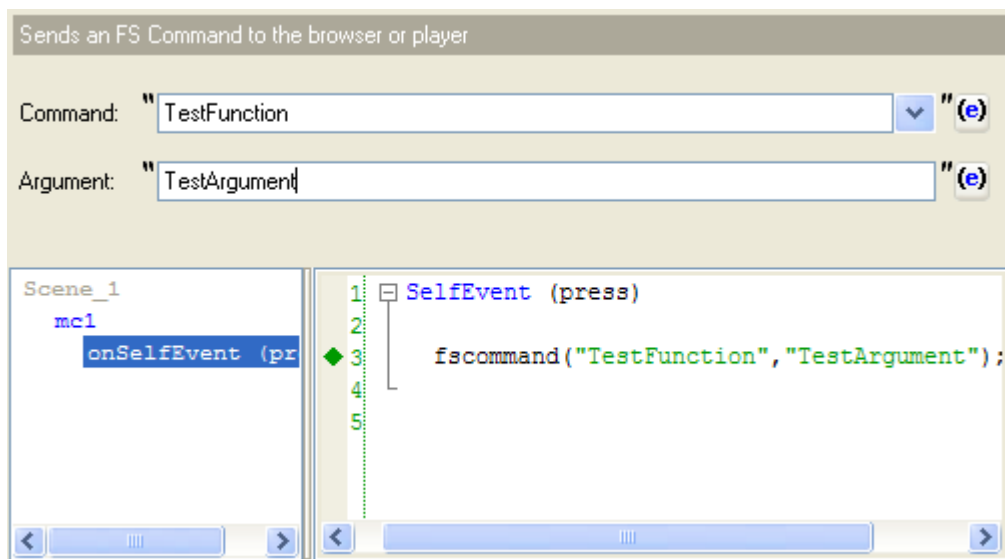 Sends an FS Command to the browser or player
Command: " TestFunction " (e)
Argument: " TestArgument " (e)
Scene_1
mc1
onSelfEvent (pr
1 SelfEvent (press)
2
3 fscommand("TestFunction","TestArgument");
4
5